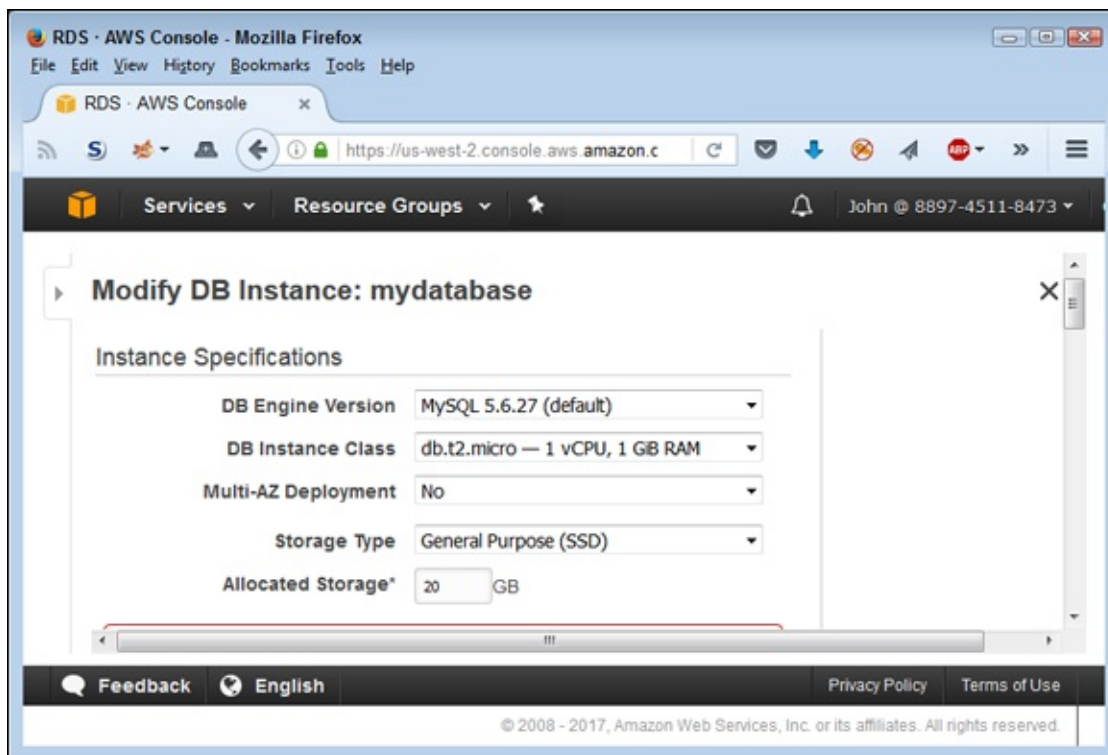 RDS · AWS Console - Mozilla Firefox
File Edit View History Bookmarks Tools Help
RDS · AWS Console ×
S ABP https://us-west-2.console.aws.amazon.c
Services Resource Groups John @ 8897-4511-8473
Modify DB Instance: mydatabase
Instance Specifications
DB Engine Version MySQL 5.6.27 (default)
DB Instance Class db.t2.micro — 1 vCPU, 1 GiB RAM
Multi-AZ Deployment No
Storage Type General Purpose (SSD)
Allocated Storage* 20 GB
Feedback English Privacy Policy Terms of Use
© 2008 - 2017, Amazon Web Services, Inc. or its affiliates. All rights reserved.